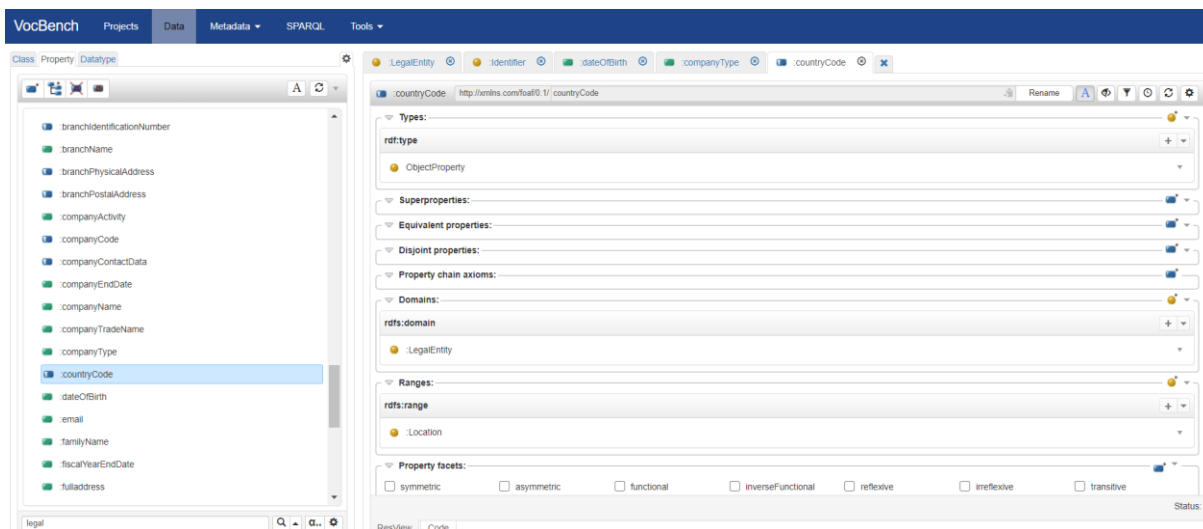 VocBench Projects Data Metadata SPARQL Tools
Class Property Datatype
:branchIdentificationNumber
:branchName
:branchPhysicalAddress
:branchPostalAddress
:companyActivity
:companyCode
:companyContactData
:companyEndDate
:companyName
:companyTradeName
:companyType
:countryCode
:dateOfBirth
:email
:familyName
:fiscalYearEndDate
:fulladdress
legal α..
:LegalEntity :Identifier :dateOfBirth :companyType :countryCode
:countryCode http://xmlns.com/foaf/0.1/ countryCode Rename A
Types:
rdf:type
ObjectProperty
Superproperties:
Equivalent properties:
Disjoint properties:
Property chain axioms:
Domains:
rdfs:domain
:LegalEntity
Ranges:
rdfs:range
:Location
Property facets:
symmetric asymmetric functional inverseFunctional reflexive irreflexive transitive
Status:
ResView Code